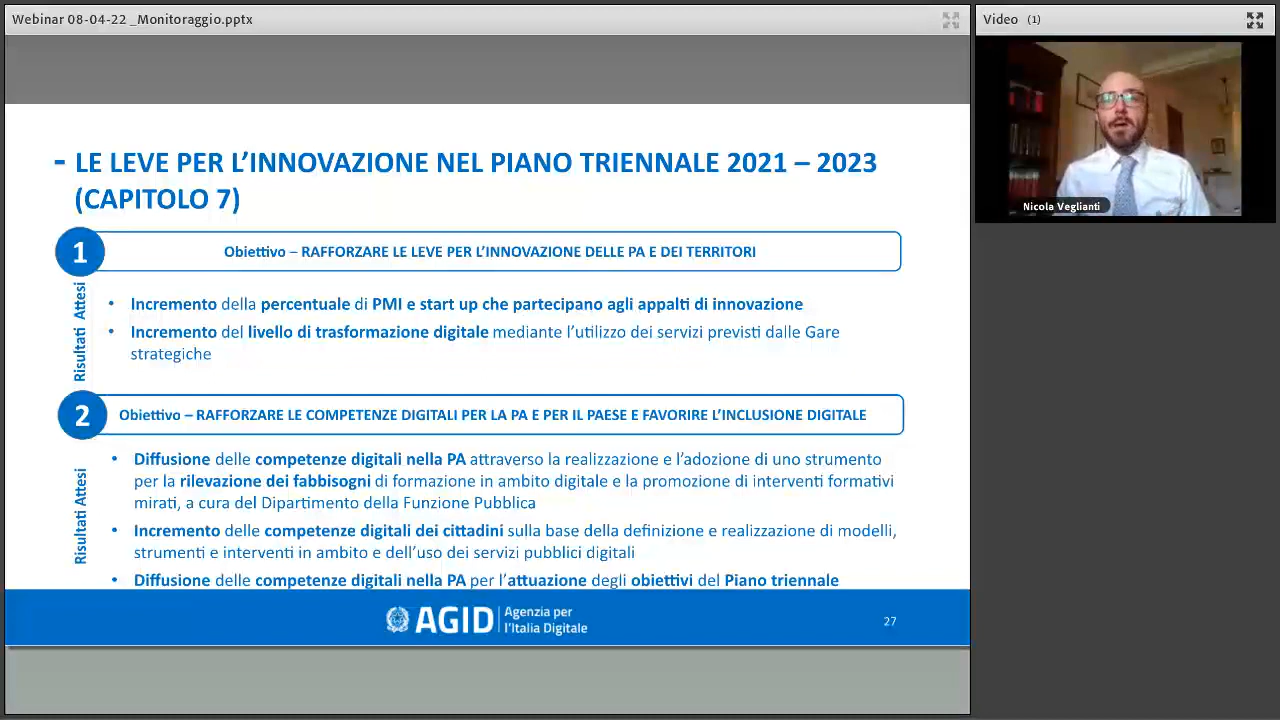 Webinar 08-04-22 _Monitoraggio.pptx
Video (1)
Nicola Veglianti
- LE LEVE PER L’INNOVAZIONE NEL PIANO TRIENNALE 2021 – 2023
(CAPITOLO 7)
1
Obiettivo – RAFFORZARE LE LEVE PER L’INNOVAZIONE DELLE PA E DEI TERRITORI
Risultati Attesi
• Incremento della percentuale di PMI e start up che partecipano agli appalti di innovazione
• Incremento del livello di trasformazione digitale mediante l’utilizzo dei servizi previsti dalle Gare
strategiche
2
Obiettivo – RAFFORZARE LE COMPETENZE DIGITALI PER LA PA E PER IL PAESE E FAVORIRE L’INCLUSIONE DIGITALE
Risultati Attesi
• Diffusione delle competenze digitali nella PA attraverso la realizzazione e l’adozione di uno strumento
per la rilevazione dei fabbisogni di formazione in ambito digitale e la promozione di interventi formativi
mirati, a cura del Dipartimento della Funzione Pubblica
• Incremento delle competenze digitali dei cittadini sulla base della definizione e realizzazione di modelli,
strumenti e interventi in ambito e dell’uso dei servizi pubblici digitali
• Diffusione delle competenze digitali nella PA per l’attuazione degli obiettivi del Piano triennale
AGID
Agenzia per
l’Italia Digitale
27